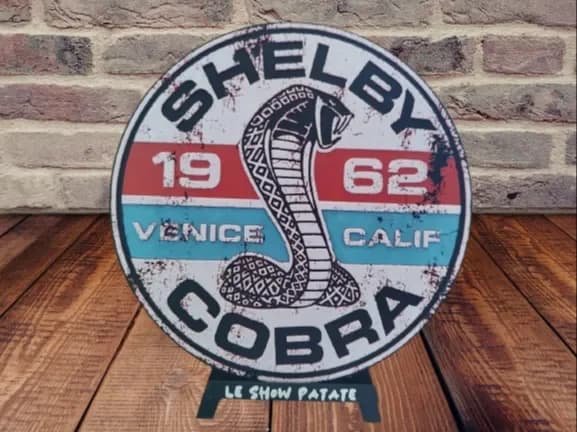 SHELBY
19 62
VENICE CALIF
COBRA
LE SHOW PATATE